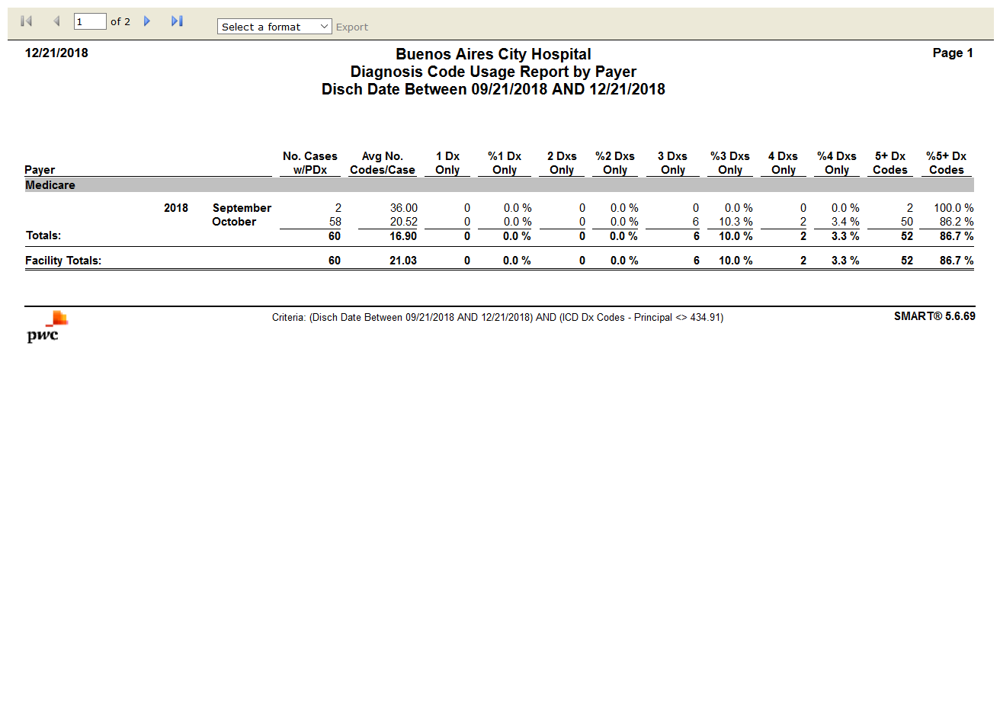 1 of 2 Select a format Export
12/21/2018 Buenos Aires City Hospital Page 1
Diagnosis Code Usage Report by Payer
Disch Date Between 09/21/2018 AND 12/21/2018
No. Cases Avg No. 1 Dx %1 Dx 2 Dxs %2 Dxs 3 Dxs %3 Dxs 4 Dxs %4 Dxs 5+ Dx %5+ Dx
Payer w/PDx Codes/Case Only Only Only Only Only Only Only Only Codes Codes
Medicare
2018 September 2 36.00 0 0.0 % 0 0.0 % 0 0.0 % 0 0.0 % 2 100.0 %
October 58 20.52 0 0.0 % 0 0.0 % 6 10.3 % 2 3.4 % 50 86.2 %
Totals: 60 16.90 0 0.0 % 0 0.0 % 6 10.0 % 2 3.3 % 52 86.7 %
Facility Totals: 60 21.03 0 0.0 % 0 0.0 % 6 10.0 % 2 3.3 % 52 86.7 %
Criteria: (Disch Date Between 09/21/2018 AND 12/21/2018) AND (ICD Dx Codes - Principal <> 434.91) SMART® 5.6.69
pwc